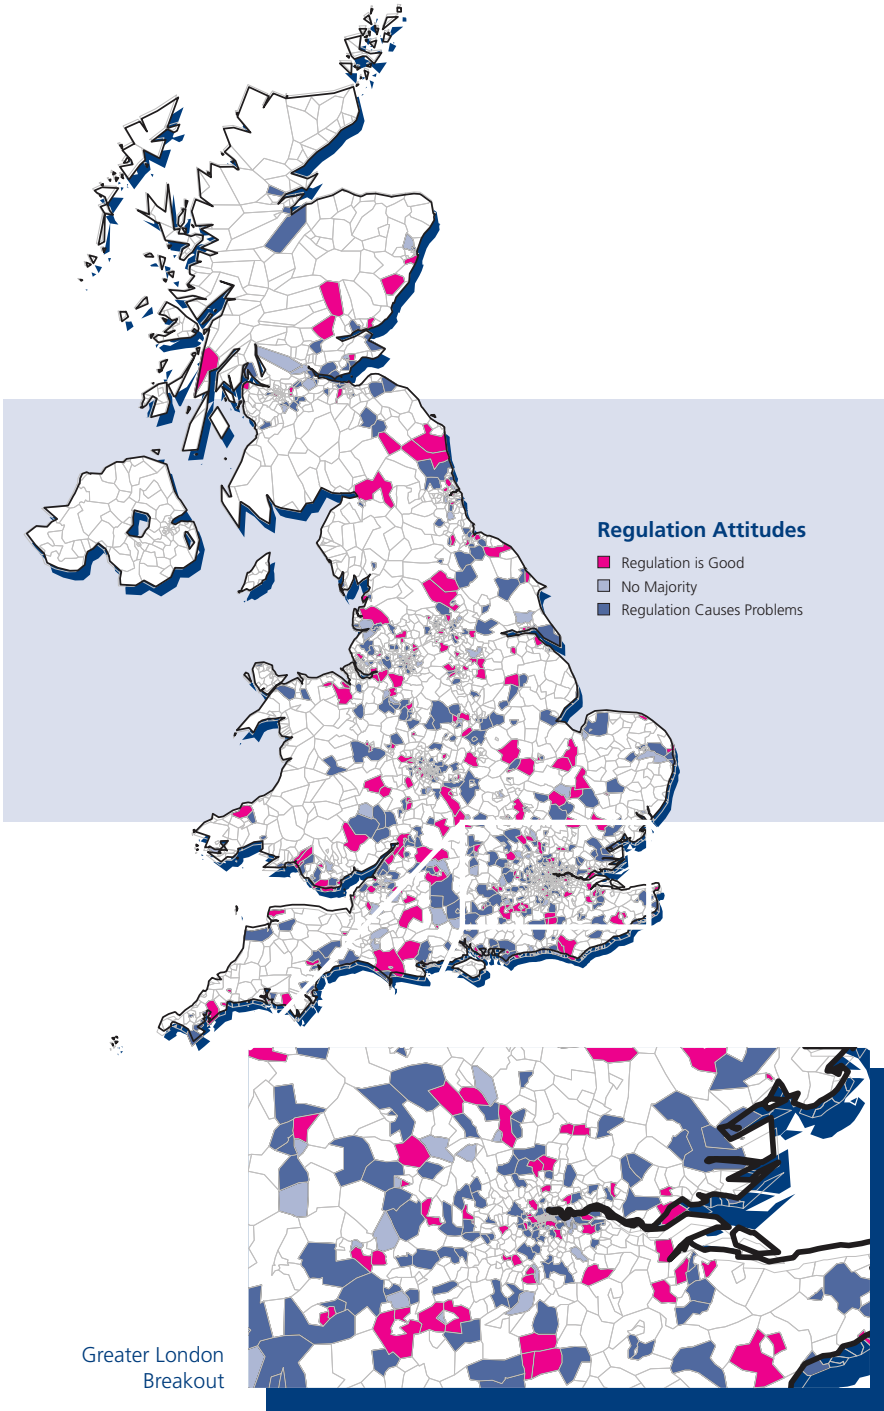 Regulation Attitudes
Regulation is Good
No Majority
Regulation Causes Problems
Greater London
Breakout